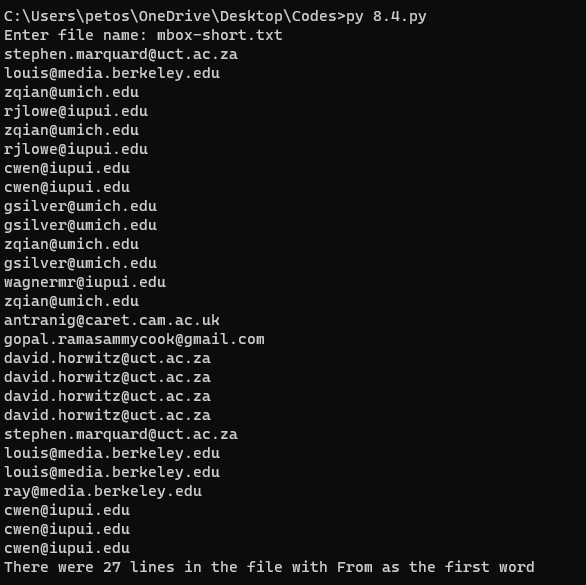 C:\Users\petos\OneDrive\Desktop\Codes>py 8.4.py
Enter file name: mbox-short.txt
stephen.marquard@uct.ac.za
louis@media.berkeley.edu
zqian@umich.edu
rjlowe@iupui.edu
zqian@umich.edu
rjlowe@iupui.edu
cwen@iupui.edu
cwen@iupui.edu
gsilver@umich.edu
gsilver@umich.edu
zqian@umich.edu
gsilver@umich.edu
wagnermr@iupui.edu
zqian@umich.edu
antranig@caret.cam.ac.uk
gopal.ramasammycook@gmail.com
david.horwitz@uct.ac.za
david.horwitz@uct.ac.za
david.horwitz@uct.ac.za
david.horwitz@uct.ac.za
stephen.marquard@uct.ac.za
louis@media.berkeley.edu
louis@media.berkeley.edu
ray@media.berkeley.edu
cwen@iupui.edu
cwen@iupui.edu
cwen@iupui.edu
There were 27 lines in the file with From as the first word